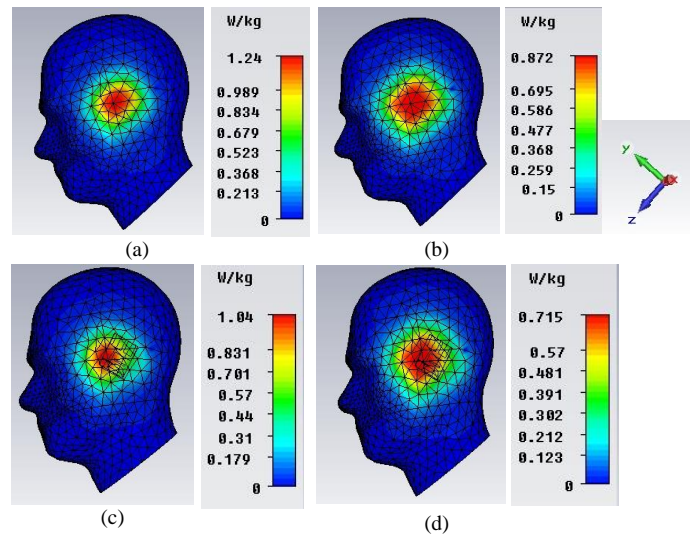 W/kg
1.24
0.989
0.834
0.679
0.523
0.368
0.213
0
(a)
W/kg
0.872
0.695
0.586
0.477
0.368
0.259
0.15
0
(b)
y
x
z
W/kg
1.04
0.831
0.701
0.57
0.44
0.31
0.179
0
(c)
W/kg
0.715
0.57
0.481
0.391
0.302
0.212
0.123
0
(d)